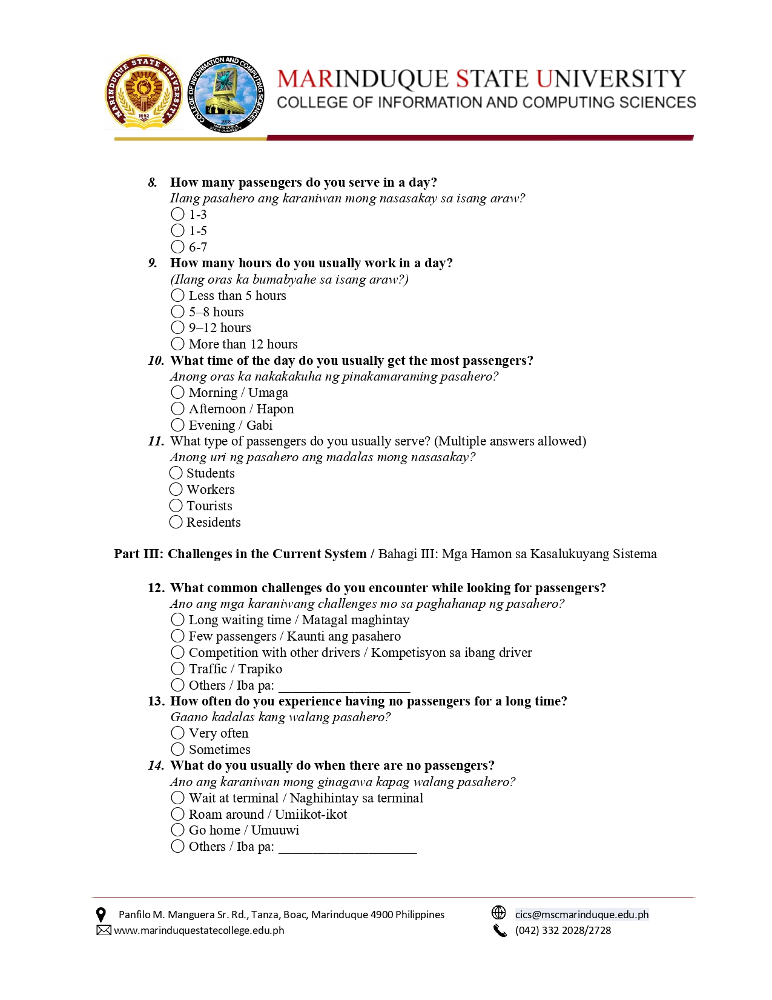 MARINDUQUE STATE UNIVERSITY
1952
COLLEGE OF INFORMATION AND COMPUTING SCIENCES
1998
MARINDUQUE
STATE UNIVERSITY
MARINDUQUE STATE UNIVERSITY
COLLEGE OF INFORMATION AND COMPUTING SCIENCES
8. How many passengers do you serve in a day?
Ilang pasahero ang karaniwan mong nasasakay sa isang araw?
◯ 1-3
◯ 1-5
◯ 6-7
9. How many hours do you usually work in a day?
(Ilang oras ka bumabyahe sa isang araw?)
◯ Less than 5 hours
◯ 5–8 hours
◯ 9–12 hours
◯ More than 12 hours
10. What time of the day do you usually get the most passengers?
Anong oras ka nakakakuha ng pinakamaraming pasahero?
◯ Morning / Umaga
◯ Afternoon / Hapon
◯ Evening / Gabi
11. What type of passengers do you usually serve? (Multiple answers allowed)
Anong uri ng pasahero ang madalas mong nasasakay?
◯ Students
◯ Workers
◯ Tourists
◯ Residents
Part III: Challenges in the Current System / Bahagi III: Mga Hamon sa Kasalukuyang Sistema
12. What common challenges do you encounter while looking for passengers?
Ano ang mga karaniwang challenges mo sa paghahanap ng pasahero?
◯ Long waiting time / Matagal maghintay
◯ Few passengers / Kaunti ang pasahero
◯ Competition with other drivers / Kompetisyon sa ibang driver
◯ Traffic / Trapiko
◯ Others / Iba pa: ___________________
13. How often do you experience having no passengers for a long time?
Gaano kadalas kang walang pasahero?
◯ Very often
◯ Sometimes
14. What do you usually do when there are no passengers?
Ano ang karaniwan mong ginagawa kapag walang pasahero?
◯ Wait at terminal / Naghihintay sa terminal
◯ Roam around / Umiikot-ikot
◯ Go home / Umuuwi
◯ Others / Iba pa: ____________________
Panfilo M. Manguera Sr. Rd., Tanza, Boac, Marinduque 4900 Philippines
cics@mscmarinduque.edu.ph
www.marinduquestatecollege.edu.ph
(042) 332 2028/2728